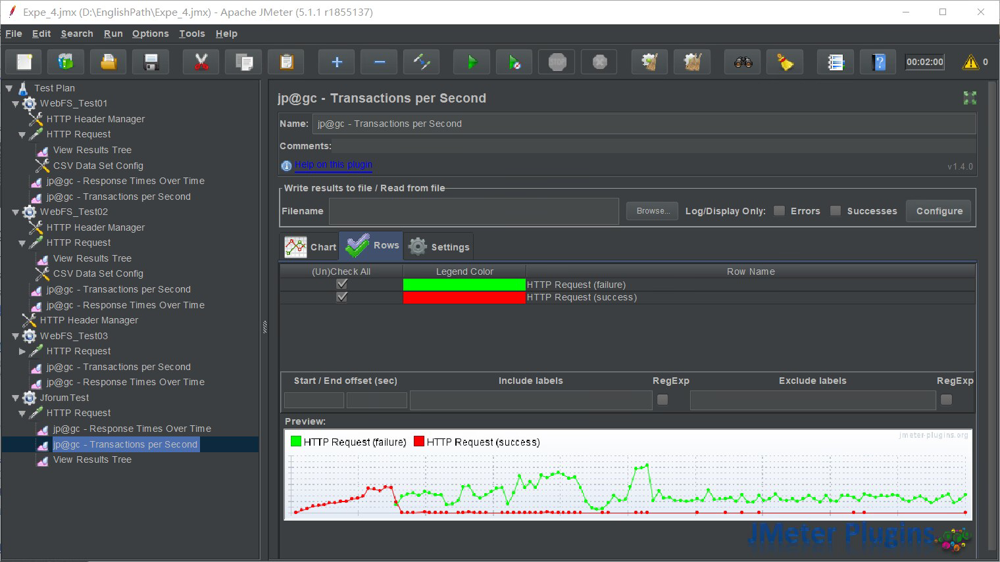 Expe_4.jmx (D:\EnglishPath\Expe_4.jmx) - Apache JMeter (5.1.1 r1855137)
File Edit Search Run Options Tools Help
STOP
00:02:00
0
Test Plan
WebFS_Test01
HTTP Header Manager
HTTP Request
View Results Tree
CSV Data Set Config
jp@gc - Response Times Over Time
jp@gc - Transactions per Second
WebFS_Test02
HTTP Header Manager
HTTP Request
View Results Tree
CSV Data Set Config
jp@gc - Transactions per Second
jp@gc - Response Times Over Time
HTTP Header Manager
WebFS_Test03
HTTP Request
jp@gc - Transactions per Second
jp@gc - Response Times Over Time
JforumTest
HTTP Request
jp@gc - Response Times Over Time
jp@gc - Transactions per Second
View Results Tree
jp@gc - Transactions per Second
Name: jp@gc - Transactions per Second
Comments:
Help on this plugin
v1.4.0
Write results to file / Read from file
Filename Browse... Log/Display Only: Errors Successes Configure
Chart Rows Settings
(Un)Check All Legend Color Row Name
HTTP Request (failure)
HTTP Request (success)
Start / End offset (sec) Include labels RegExp Exclude labels RegExp
Preview:
jmeter-plugins.org
HTTP Request (failure) HTTP Request (success)
JMeter Plugins